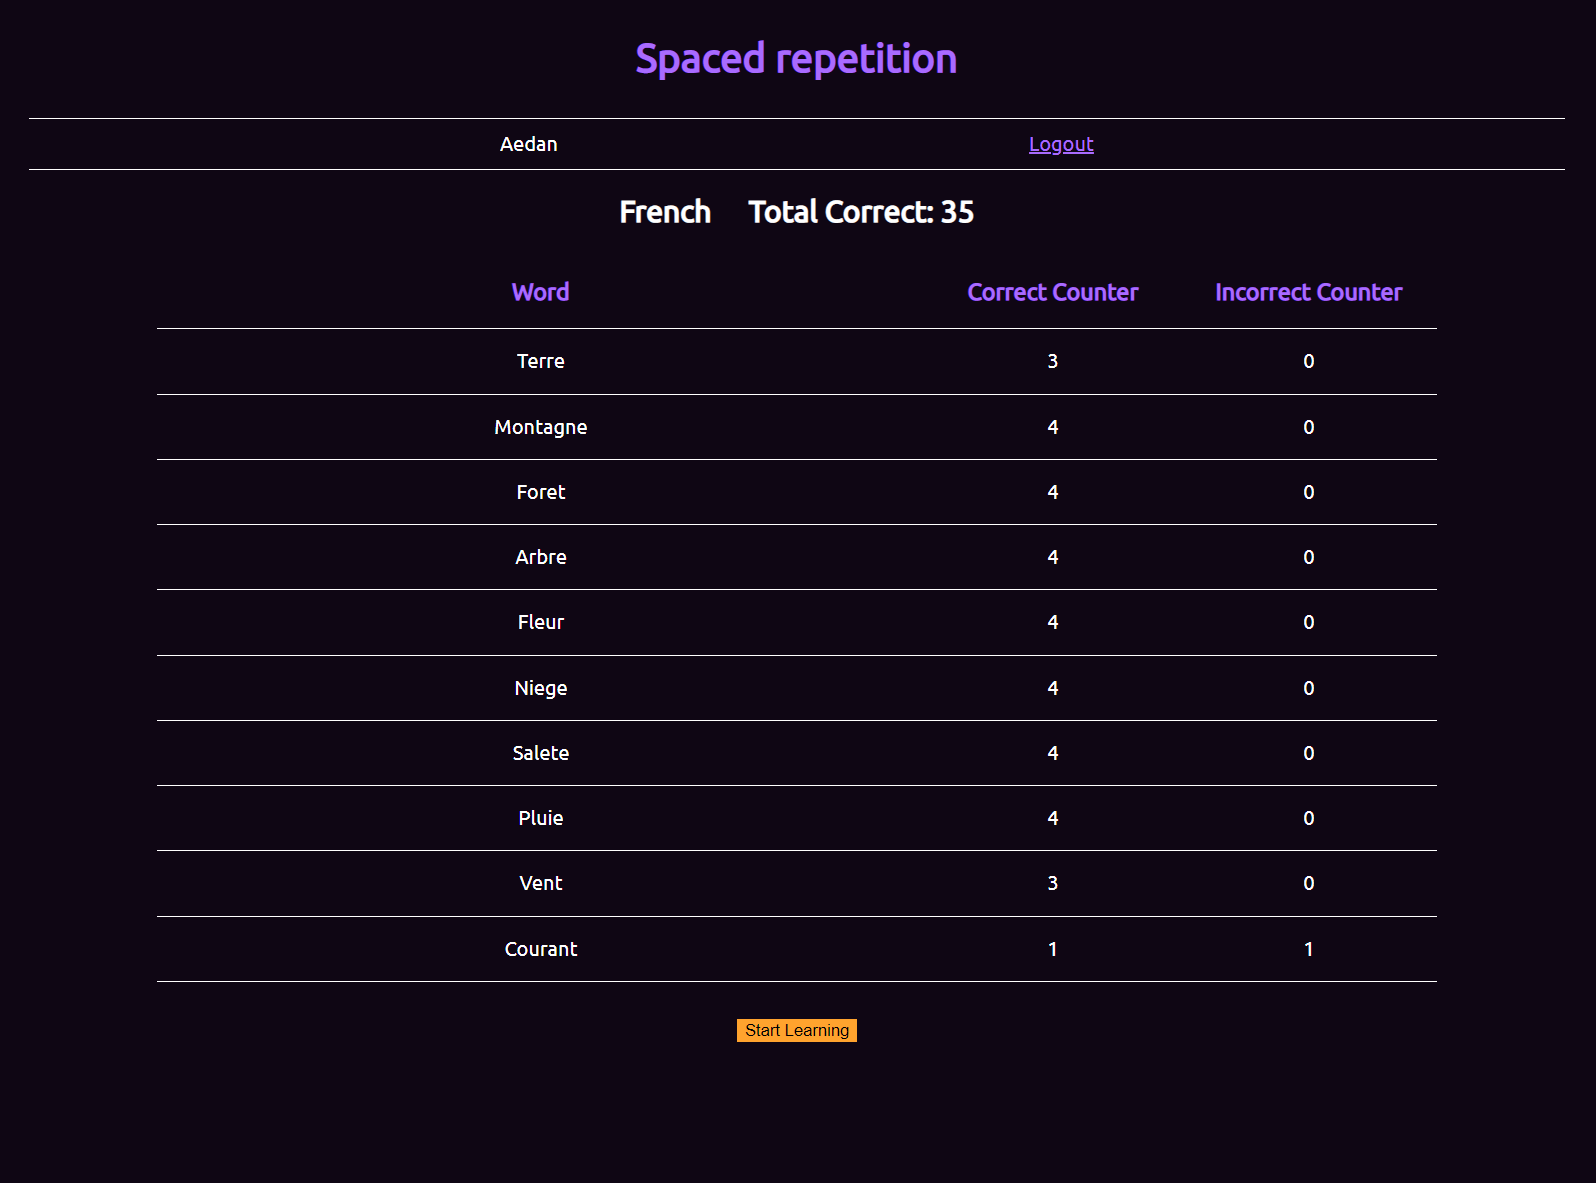 Spaced repetition
Aedan Logout
French Total Correct: 35
Word Correct Counter Incorrect Counter
Terre 3 0
Montagne 4 0
Foret 4 0
Arbre 4 0
Fleur 4 0
Niege 4 0
Salete 4 0
Pluie 4 0
Vent 3 0
Courant 1 1
Start Learning